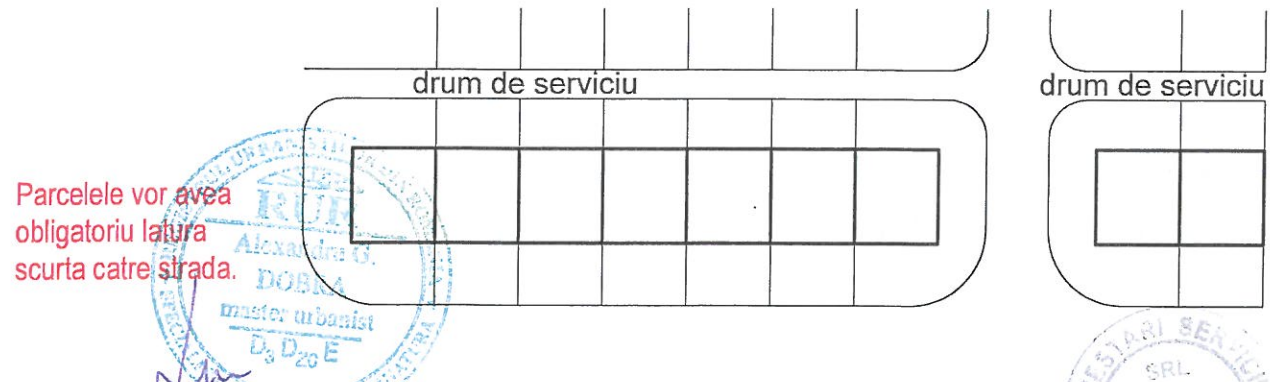 drum de serviciu
drum de serviciu
Parcelele vor avea
obligatoriu latura
scurta catre strada.
RUR
Alexandru G.
DOBRA
master urbanist
D3 D20 E
SRL